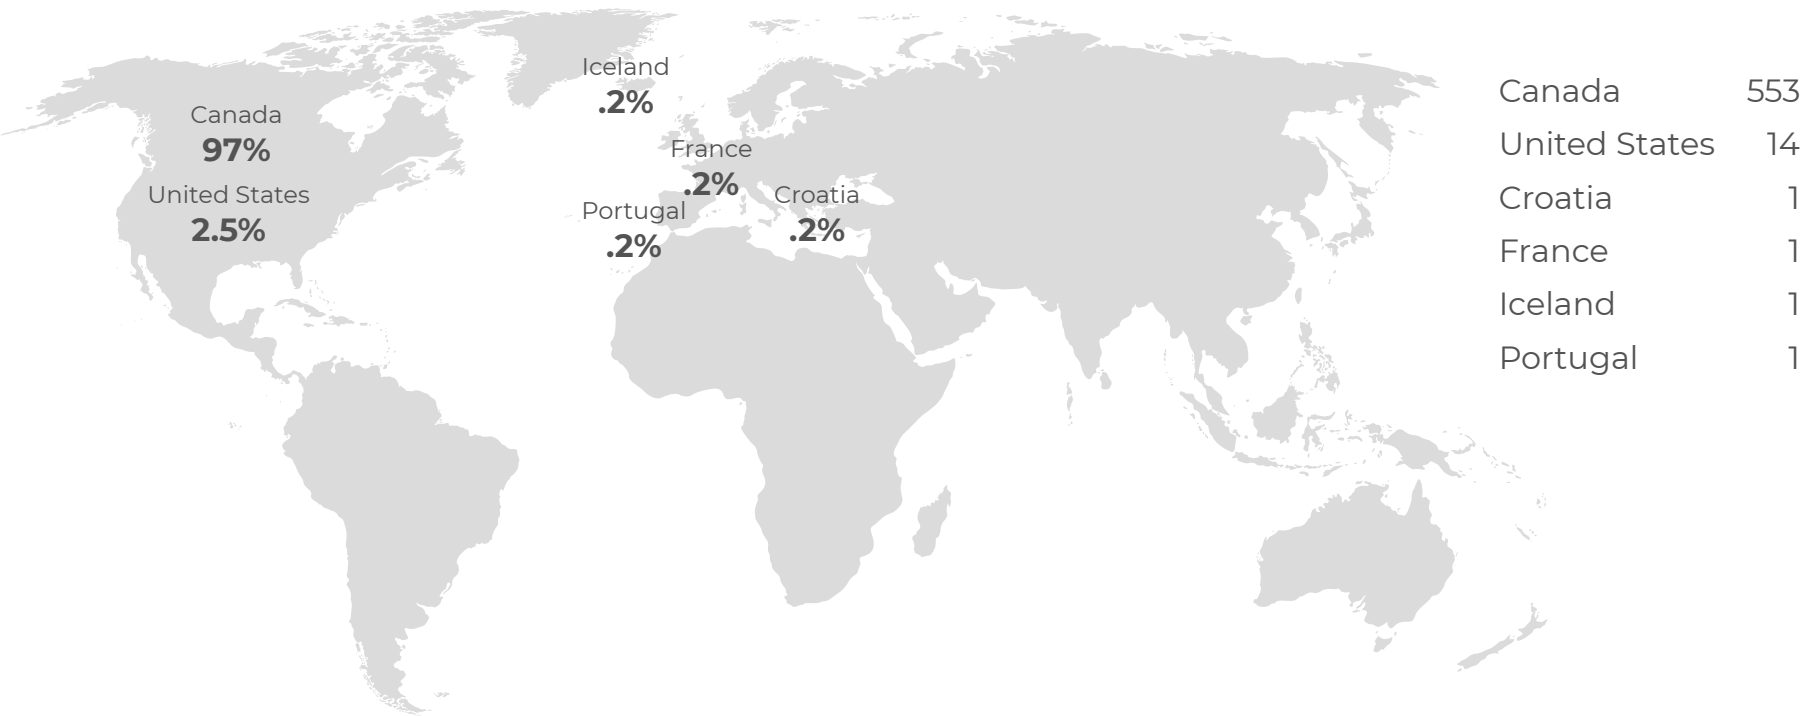 Iceland
.2%
Canada
97%
France
.2%
United States
2.5%
Croatia
.2%
Portugal
.2%
Canada 553
United States 14
Croatia 1
France 1
Iceland 1
Portugal 1